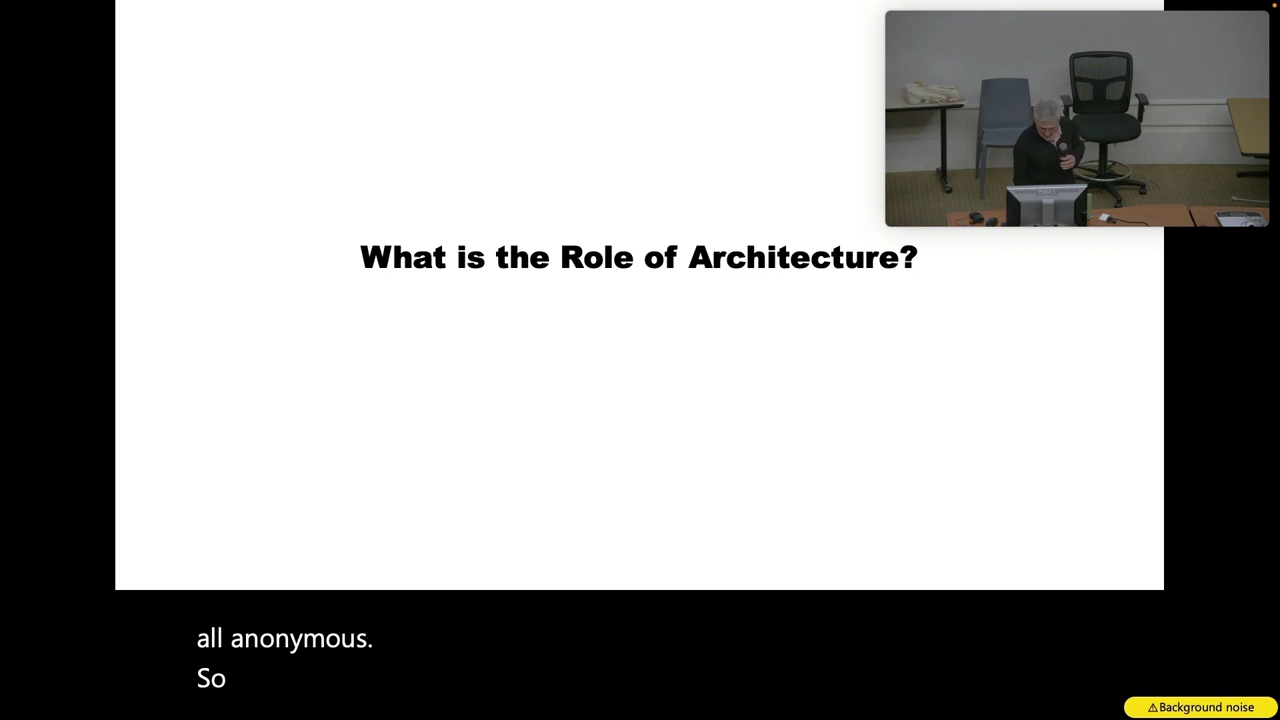 What is the Role of Architecture?
all anonymous.
So
⚠Background noise